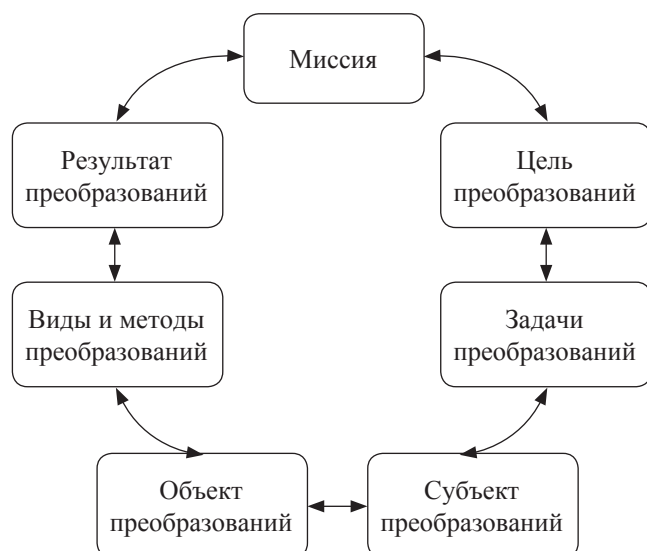 Миссия
Результат
преобразований
Цель
преобразований
Виды и методы
преобразований
Задачи
преобразований
Объект
преобразований
Субъект
преобразований